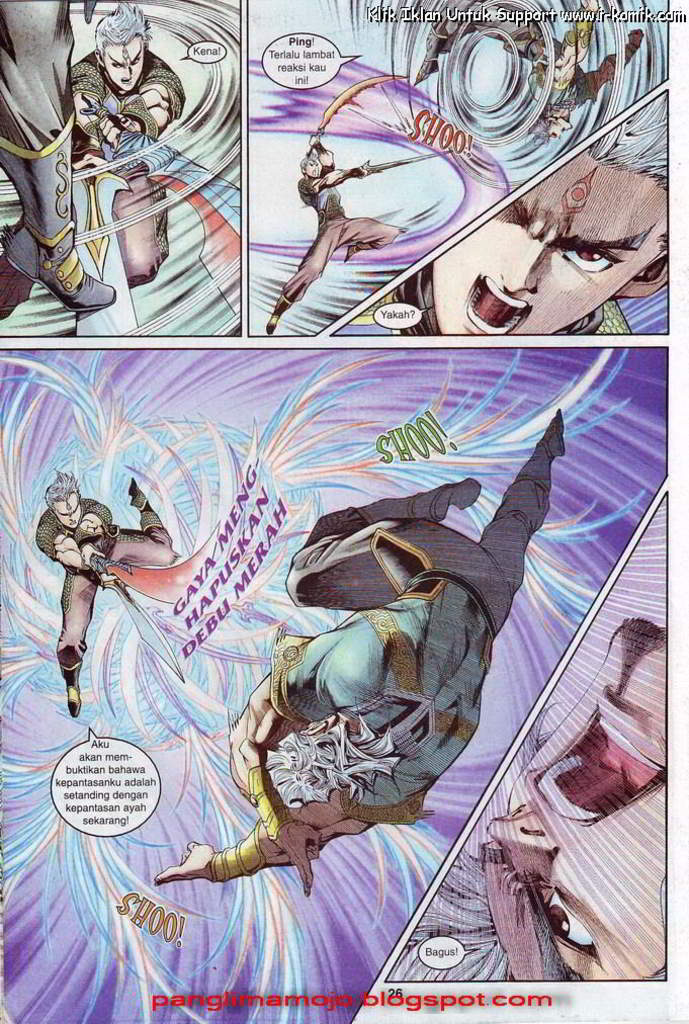 Klik Iklan Untuk Support www.i-komik.com
Kena!
Ping!
Terlalu lambat
reaksi kau
ini!
SHOO!
Yakah?
SHOO!
GAYA MENG
HAPUSKAN
DEBU MERAH
Aku
akan mem-
buktikan bahawa
kepantasanku adalah
setanding dengan
kepantasan ayah
sekarang!
SHOO!
Bagus!
26
panglimamojo.blogspot.com